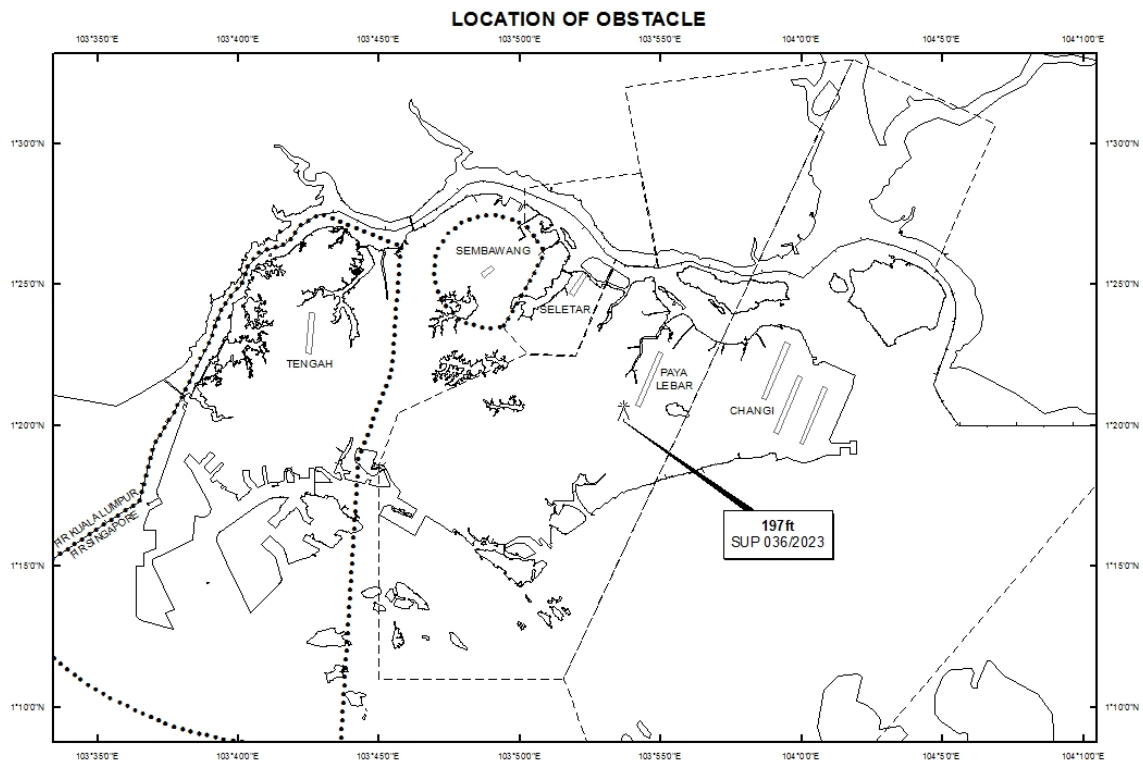 LOCATION OF OBSTACLE
103°35'0"E
103°40'0"E
103°45'0"E
103°50'0"E
103°55'0"E
104°0'0"E
104°5'0"E
104°10'0"E
1°30'0"N
1°30'0"N
SEMBAWANG
1°25'0"N
1°25'0"N
SELETAR
TENGAH
PAYA
LEBAR
CHANGI
1°20'0"N
1°20'0"N
FIR KUALA LUMPUR
FIR SINGAPORE
197ft
SUP 036/2023
1°15'0"N
1°15'0"N
1°10'0"N
1°10'0"N
103°35'0"E
103°40'0"E
103°45'0"E
103°50'0"E
103°55'0"E
104°0'0"E
104°5'0"E
104°10'0"E